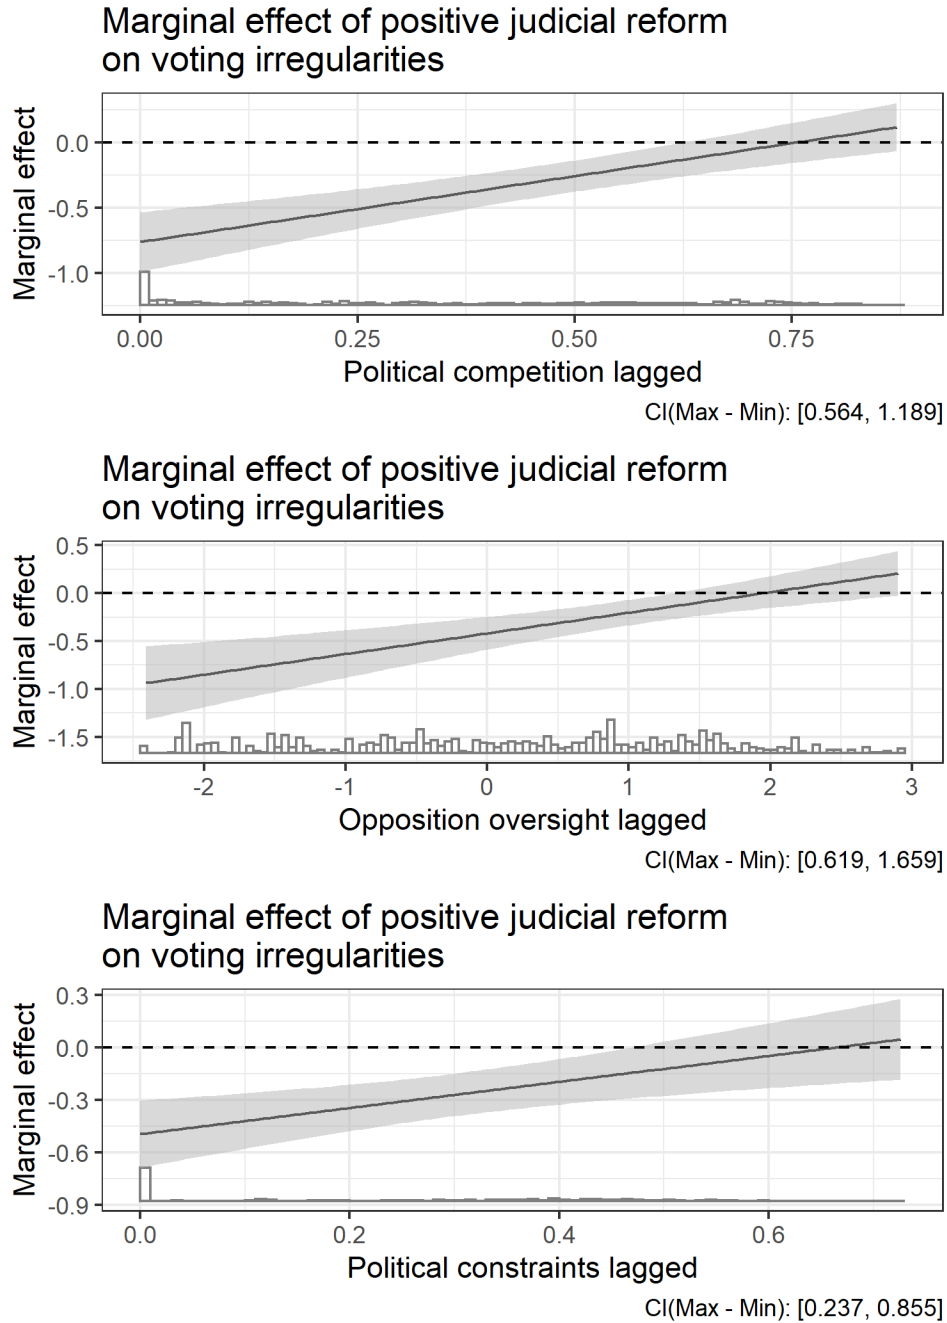 Marginal effect of positive judicial reform
on voting irregularities
Marginal effect
0.0
-0.5
-1.0
0.00 0.25 0.50 0.75
Political competition lagged
CI(Max - Min): [0.564, 1.189]
Marginal effect of positive judicial reform
on voting irregularities
Marginal effect
0.5
0.0
-0.5
-1.0
-1.5
-2 -1 0 1 2 3
Opposition oversight lagged
CI(Max - Min): [0.619, 1.659]
Marginal effect of positive judicial reform
on voting irregularities
Marginal effect
0.3
0.0
-0.3
-0.6
-0.9
0.0 0.2 0.4 0.6
Political constraints lagged
CI(Max - Min): [0.237, 0.855]